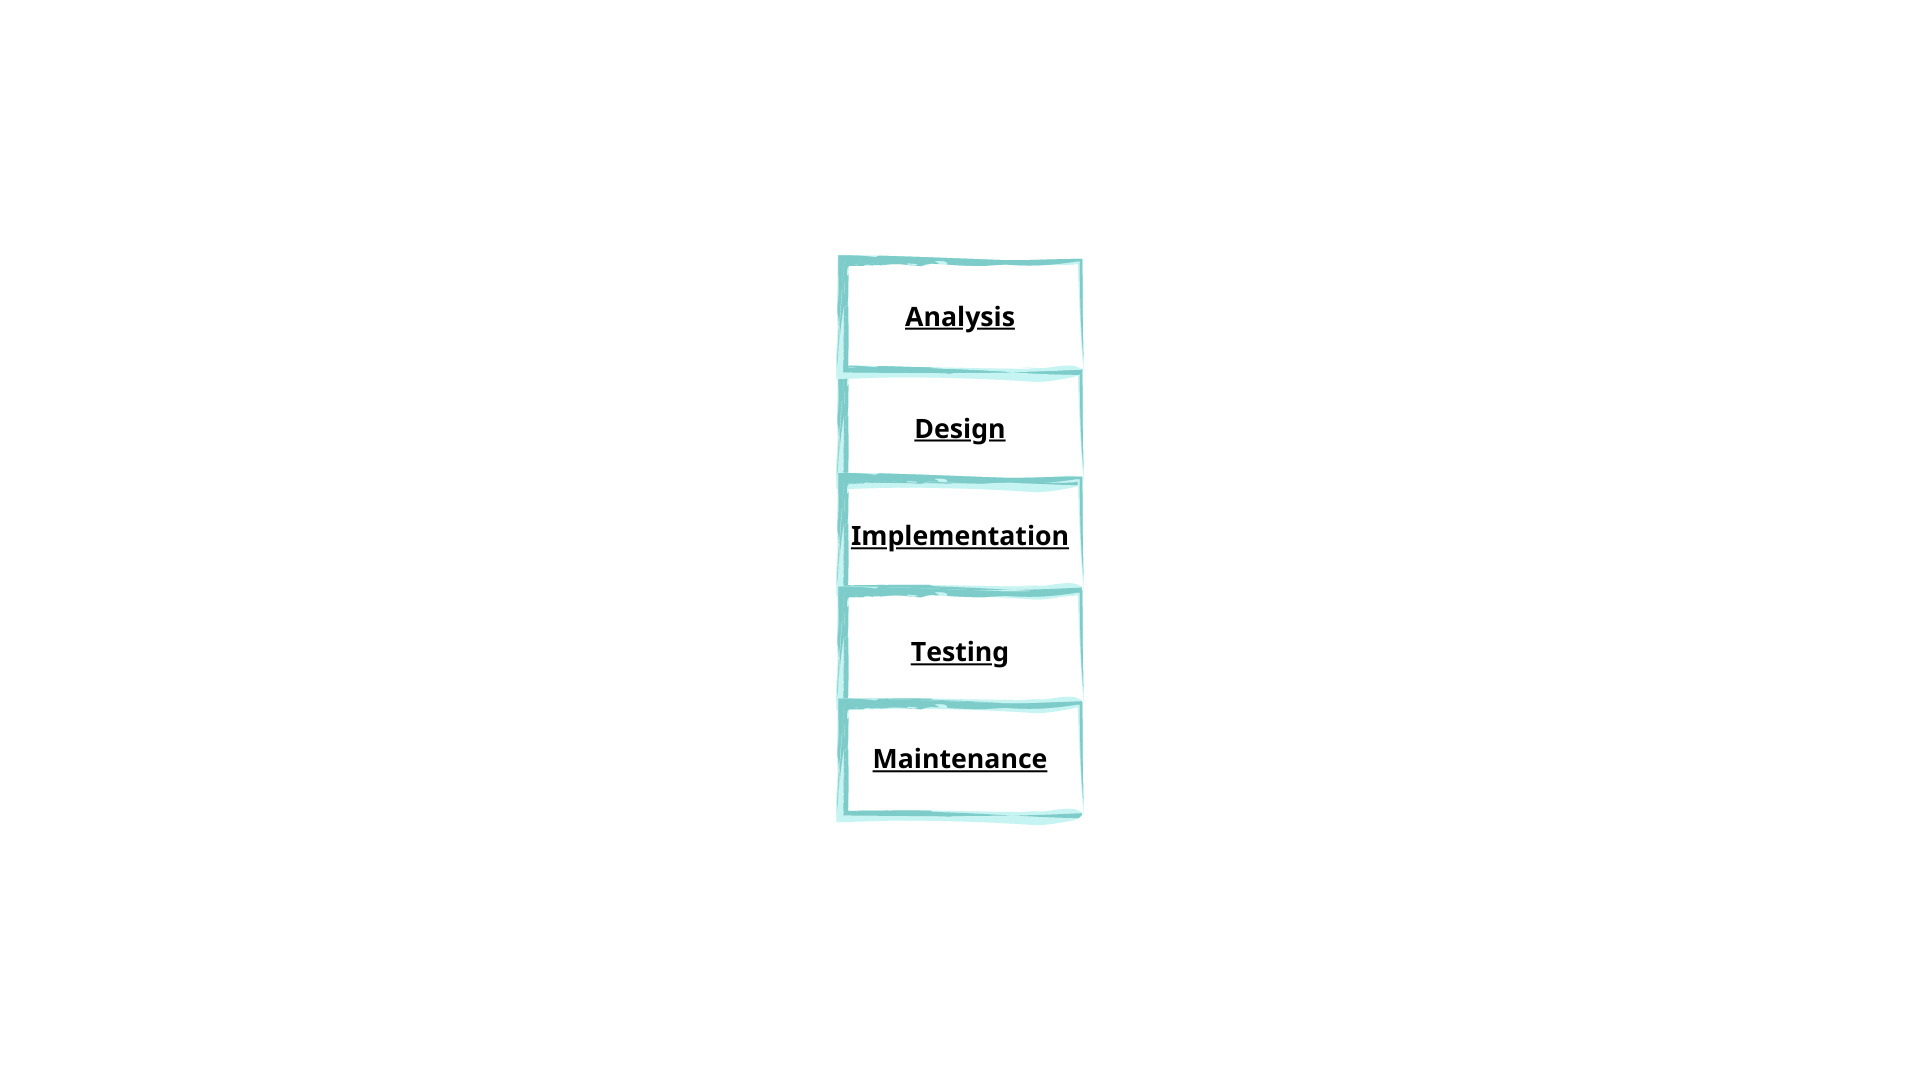 Analysis
Design
Implementation
Testing
Maintenance